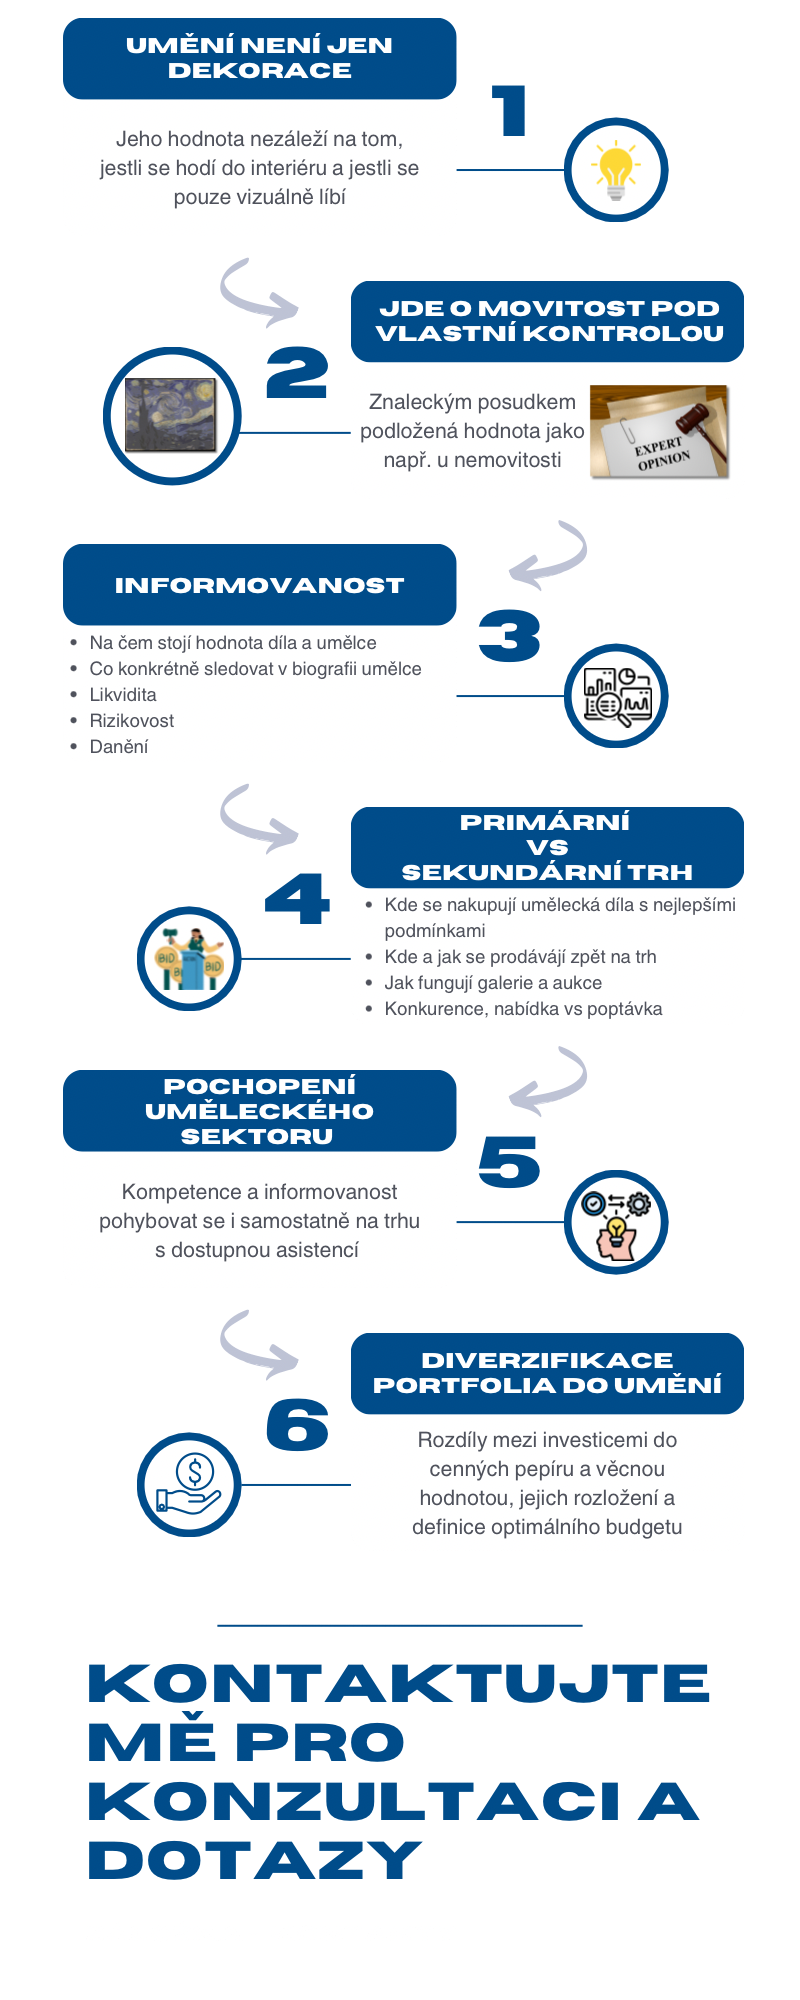 UMĚNÍ NENÍ JEN
DEKORACE
1
Jeho hodnota nezáleží na tom,
jestli se hodí do interiéru a jestli se
pouze vizuálně líbí
JDE O MOVITOST POD
VLASTNÍ KONTROLOU
2
Znaleckým posudkem
podložená hodnota jako
např. u nemovitosti
EXPERT
OPINION
INFORMOVANOST
3
• Na čem stojí hodnota díla a umělce
• Co konkrétně sledovat v biografii umělce
• Likvidita
• Rizikovost
• Danění
PRIMÁRNÍ
VS
SEKUNDÁRNÍ TRH
4
• Kde se nakupují umělecká díla s nejlepšími
podmínkami
• Kde a jak se prodávájí zpět na trh
• Jak fungují galerie a aukce
• Konkurence, nabídka vs poptávka
BID
BID
BID
POCHOPENÍ
UMĚLECKÉHO
SEKTORU
5
Kompetence a informovanost
pohybovat se i samostatně na trhu
s dostupnou asistencí
DIVERZIFIKACE
PORTFOLIA DO UMĚNÍ
6
Rozdíly mezi investicemi do
cenných pepíru a věcnou
hodnotou, jejich rozložení a
definice optimálního budgetu
$
KONTAKTUJTE
MĚ PRO
KONZULTACI A
DOTAZY